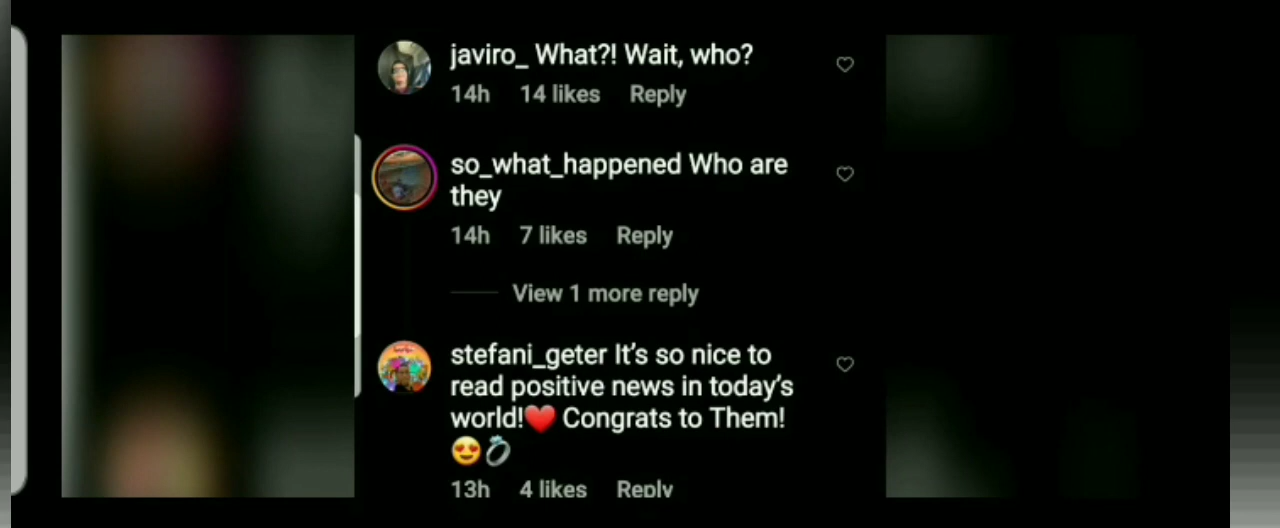 javiro_ What?! Wait, who?
14h 14 likes Reply
so_what_happened Who are
they
14h 7 likes Reply
View 1 more reply
stefani_geter It’s so nice to
read positive news in today’s
world!❤️ Congrats to Them!
😍💍
13h 4 likes Reply